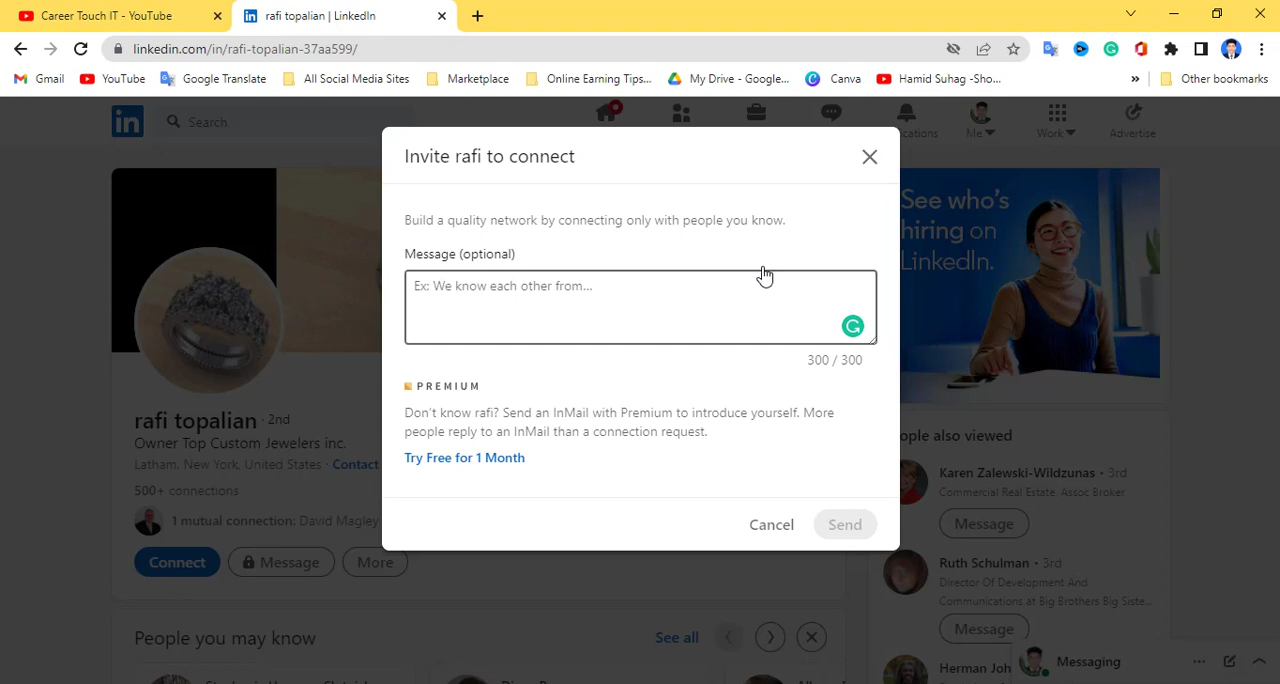 Career Touch IT - YouTube
rafi topalian | LinkedIn
linkedin.com/in/rafi-topalian-37aa599/
Gmail
YouTube
Google Translate
All Social Media Sites
Marketplace
Online Earning Tips...
My Drive - Google...
Canva
Hamid Suhag -Sho...
»
Other bookmarks
in
Search
cations
Me
Work
Advertise
Invite rafi to connect
Build a quality network by connecting only with people you know.
Message (optional)
Ex: We know each other from...
300 / 300
PREMIUM
Don't know rafi? Send an InMail with Premium to introduce yourself. More
people reply to an InMail than a connection request.
Try Free for 1 Month
Cancel
Send
rafi topalian · 2nd
Owner Top Custom Jewelers inc.
Latham, New York, United States · Contact
500+ connections
1 mutual connection: David Magley
Connect
Message
More
People you may know
See all
See who's
hiring on
LinkedIn.
ople also viewed
Karen Zalewski-Wildzunas · 3rd
Commercial Real Estate Assoc Broker
Message
Ruth Schulman · 3rd
Director Of Development And
Communications at Big Brothers Big Siste...
Message
Herman Joh
Messaging